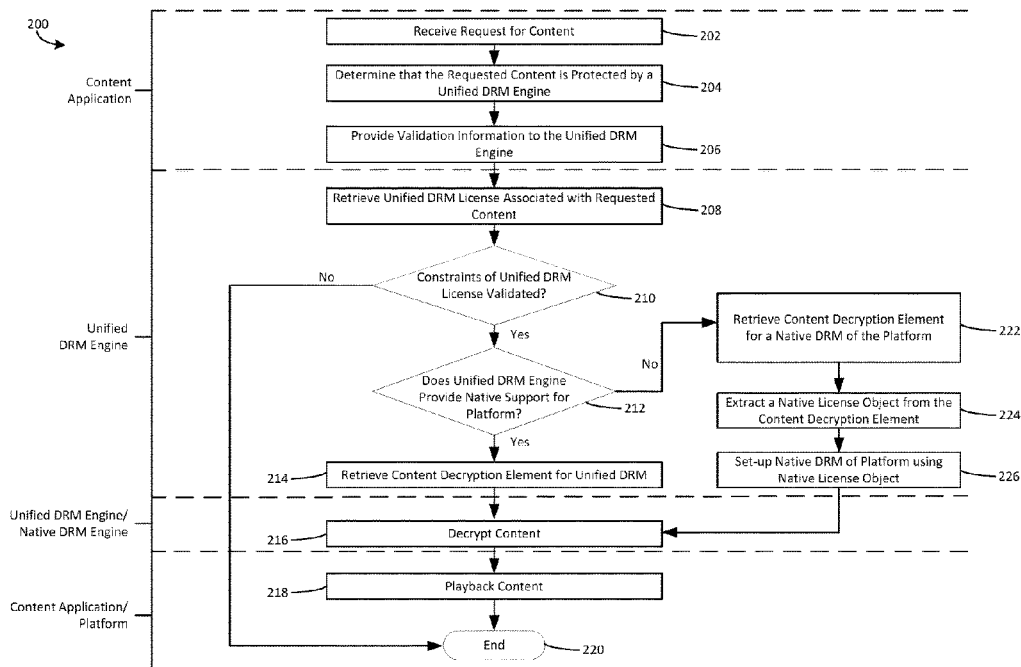 200
Content
Application
Receive Request for Content
202
Determine that the Requested Content is Protected by a
Unified DRM Engine
204
Provide Validation Information to the Unified DRM
Engine
206
Unified
DRM Engine
Retrieve Unified DRM License Associated with Requested
Content
208
No
Constraints of Unified DRM
License Validated?
210
Yes
Does Unified DRM Engine
Provide Native Support for
Platform?
212
No
Yes
Retrieve Content Decryption Element
for a Native DRM of the Platform
222
Extract a Native License Object from the
Content Decryption Element
224
Set-up Native DRM of Platform using
Native License Object
226
214
Retrieve Content Decryption Element for Unified DRM
Unified DRM Engine/
Native DRM Engine
216
Decrypt Content
Content Application/
Platform
218
Playback Content
End
220